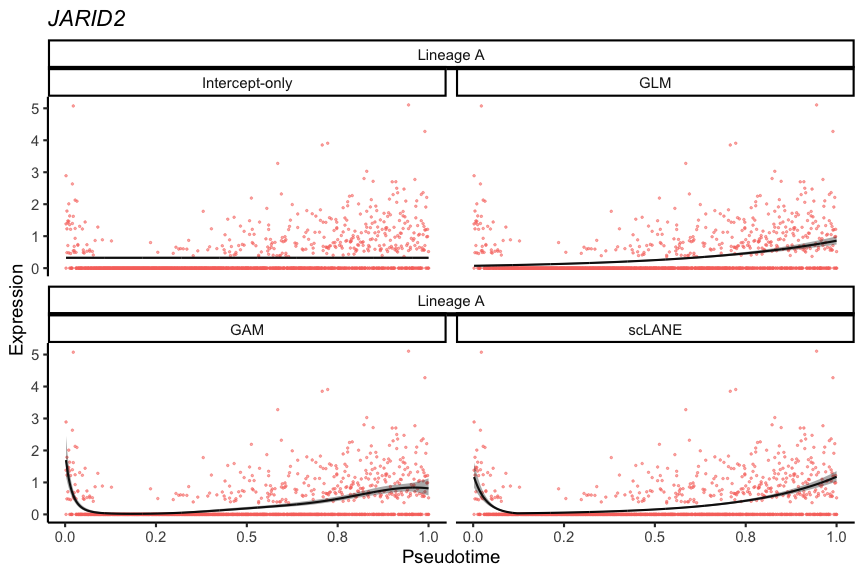 JARID2
Lineage A
Intercept-only GLM
5
4
3
2
1
0
Lineage A
GAM scLANE
5
4
3
2
1
0
Expression
0.0 0.2 0.5 0.8 1.0 0.0 0.2 0.5 0.8 1.0
Pseudotime